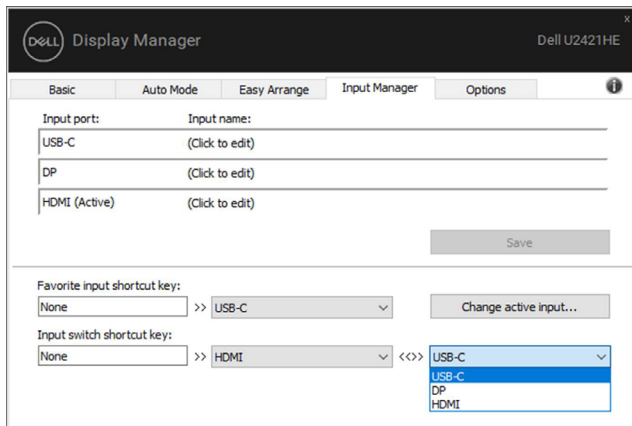 x
DELL Display Manager Dell U2421HE
Basic Auto Mode Easy Arrange Input Manager Options i
Input port: Input name:
USB-C (Click to edit)
DP (Click to edit)
HDMI (Active) (Click to edit)
Save
Favorite input shortcut key:
None >> USB-C Change active input...
Input switch shortcut key:
None >> HDMI <<>> USB-C
USB-C
DP
HDMI